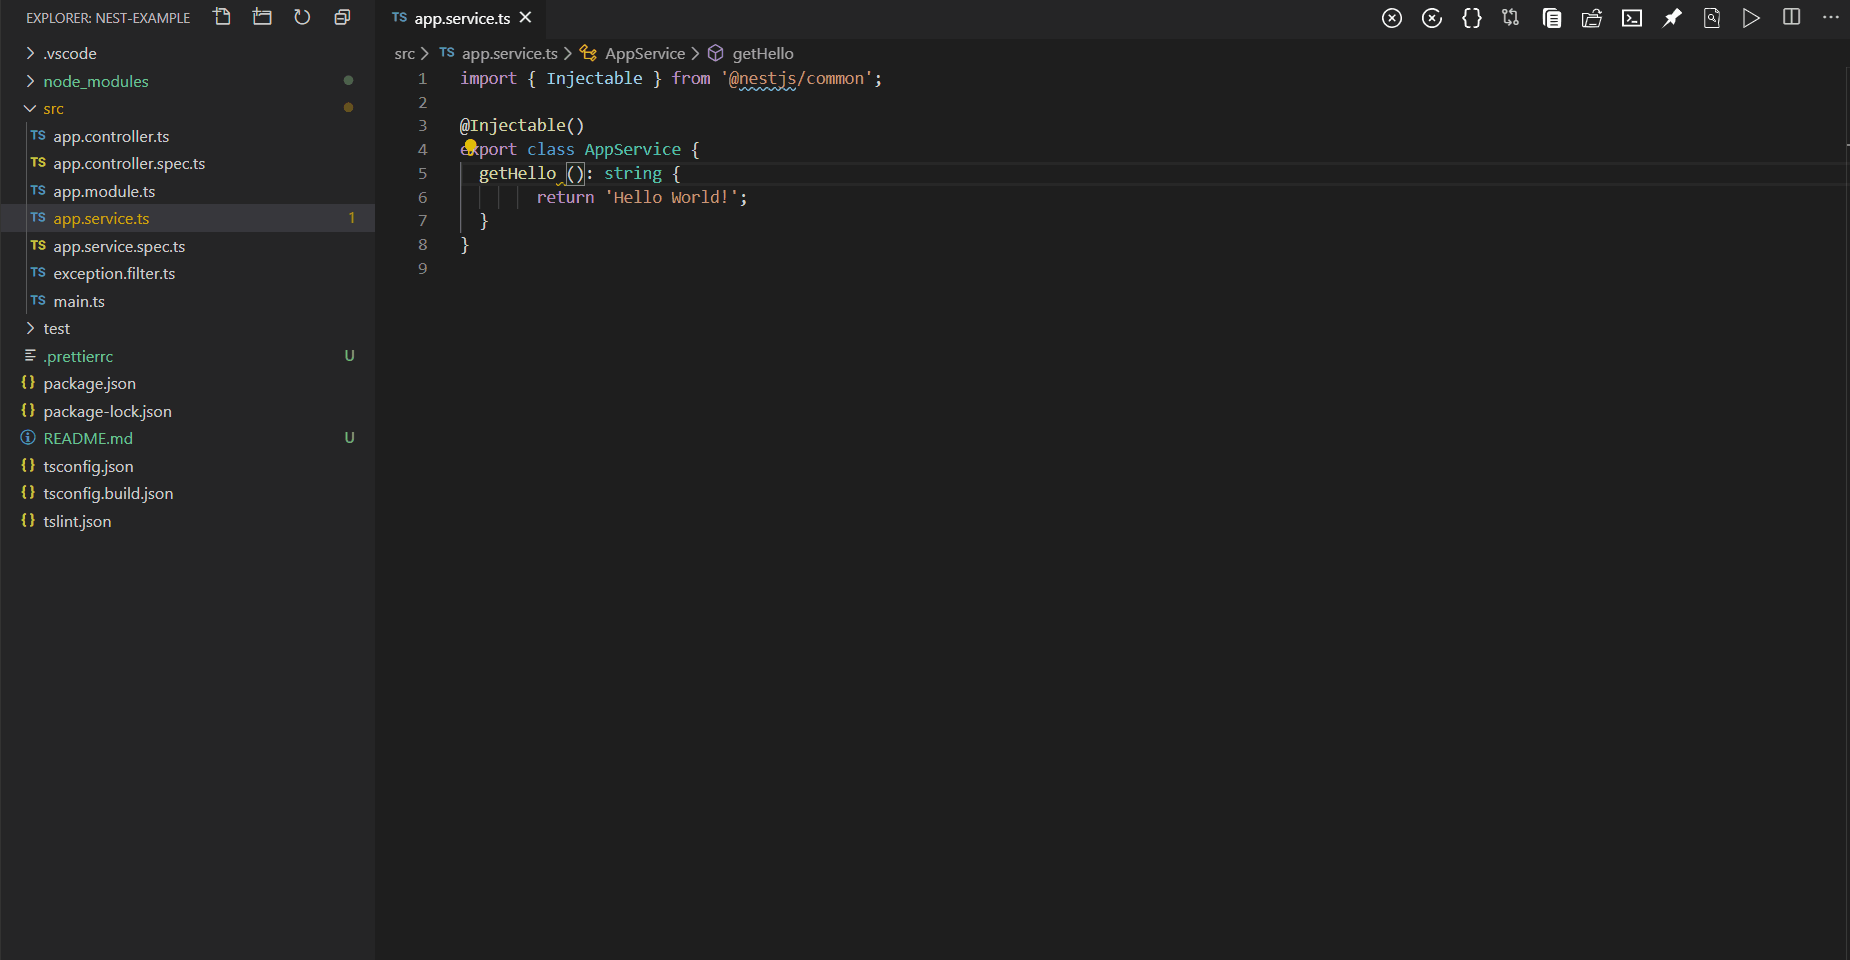 EXPLORER: NEST-EXAMPLE
.vscode
node_modules
src
TS app.controller.ts
TS app.controller.spec.ts
TS app.module.ts
TS app.service.ts 1
TS app.service.spec.ts
TS exception.filter.ts
TS main.ts
test
.prettierrc U
{} package.json
{} package-lock.json
README.md U
{} tsconfig.json
{} tsconfig.build.json
{} tslint.json
TS app.service.ts
src > TS app.service.ts > AppService > getHello
1 import { Injectable } from '@nestjs/common';
2
3 @Injectable()
4 export class AppService {
5 getHello (): string {
6 return 'Hello World!';
7 }
8 }
9